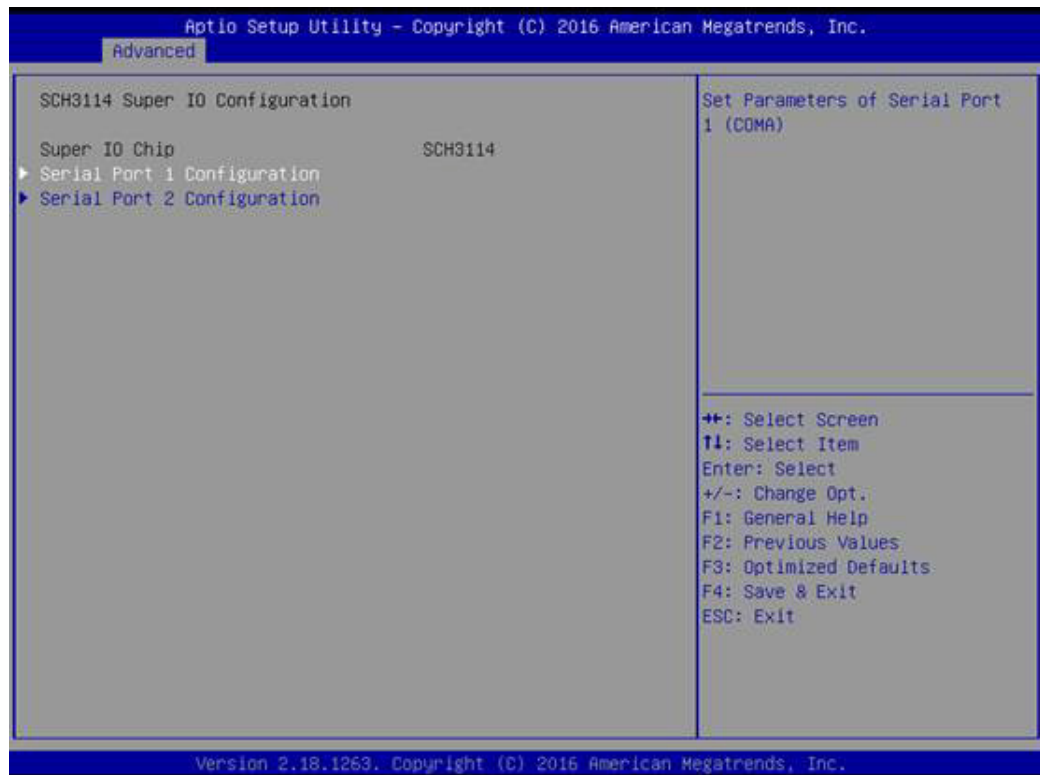 Aptio Setup Utility – Copyright (C) 2016 American Megatrends, Inc.
Advanced
SCH3114 Super IO Configuration
Super IO Chip SCH3114
▶ Serial Port 1 Configuration
▶ Serial Port 2 Configuration
Set Parameters of Serial Port
1 (COMA)
→←: Select Screen
↑↓: Select Item
Enter: Select
+/-: Change Opt.
F1: General Help
F2: Previous Values
F3: Optimized Defaults
F4: Save & Exit
ESC: Exit
Version 2.18.1263. Copyright (C) 2016 American Megatrends, Inc.